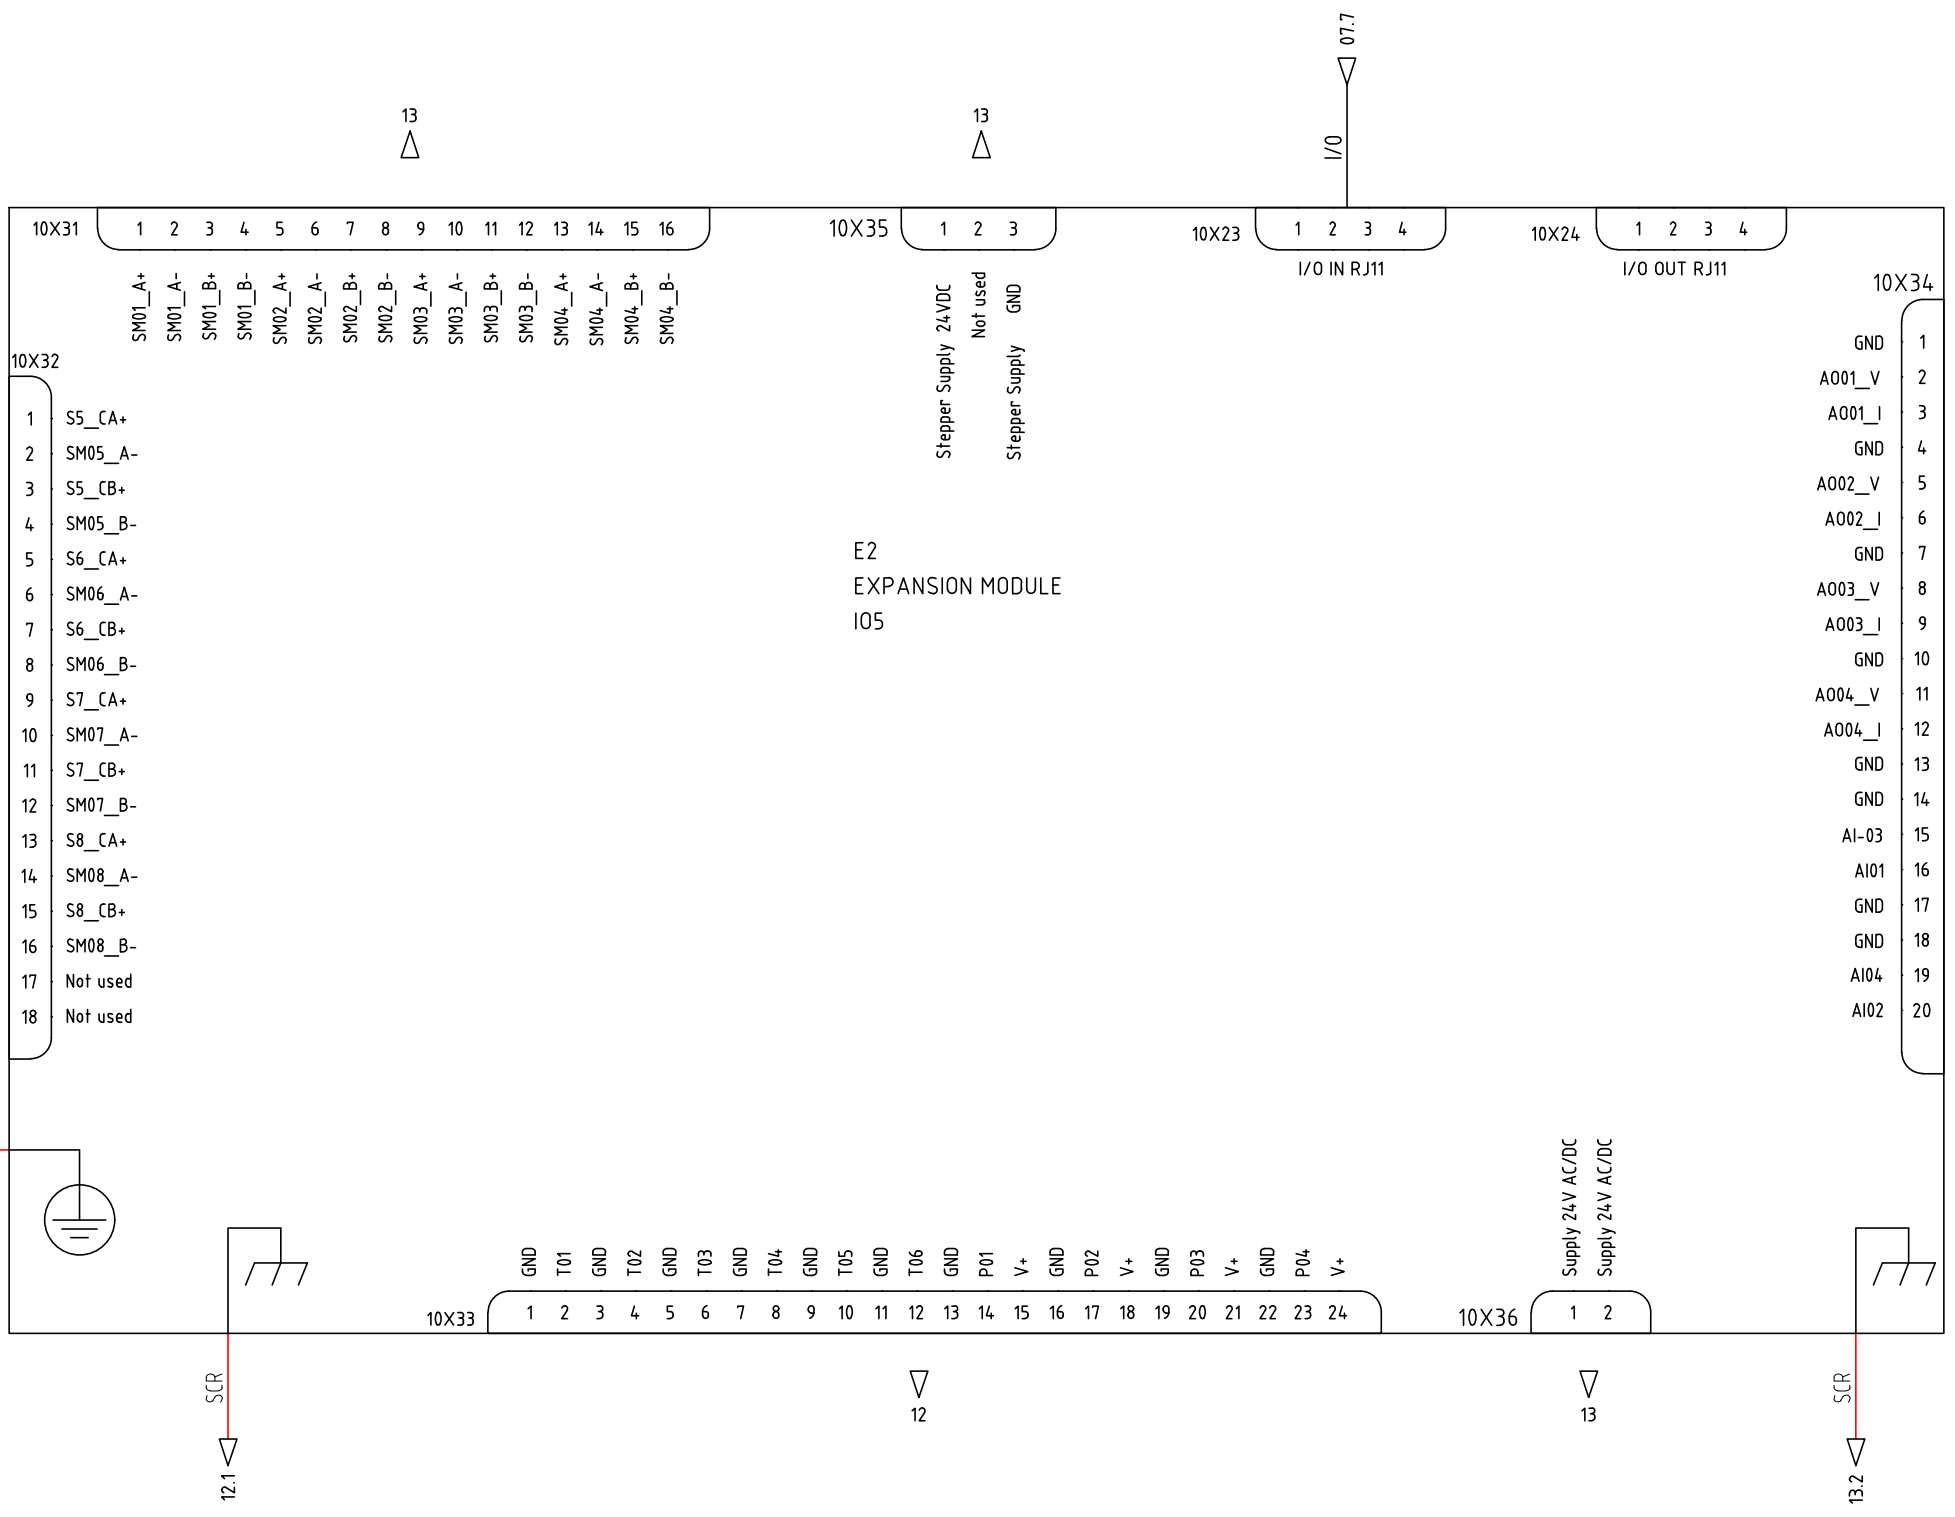 07.7
13
13
I/O
10X31 1 2 3 4 5 6 7 8 9 10 11 12 13 14 15 16
10X35 1 2 3
10X23 1 2 3 4
10X24 1 2 3 4
I/O IN RJ11
I/O OUT RJ11
SM01_A+
SM01_A-
SM01_B+
SM01_B-
SM02_A+
SM02_A-
SM02_B+
SM02_B-
SM03_A+
SM03_A-
SM03_B+
SM03_B-
SM04_A+
SM04_A-
SM04_B+
SM04_B-
Stepper Supply 24VDC
Not used
Stepper Supply GND
10X32
1 S5_CA+
2 SM05_A-
3 S5_CB+
4 SM05_B-
5 S6_CA+
6 SM06_A-
7 S6_CB+
8 SM06_B-
9 S7_CA+
10 SM07_A-
11 S7_CB+
12 SM07_B-
13 S8_CA+
14 SM08_A-
15 S8_CB+
16 SM08_B-
17 Not used
18 Not used
E2
EXPANSION MODULE
IO5
10X34
GND 1
AO01_V 2
AO01_I 3
GND 4
AO02_V 5
AO02_I 6
GND 7
AO03_V 8
AO03_I 9
GND 10
AO04_V 11
AO04_I 12
GND 13
GND 14
AI-03 15
AI01 16
GND 17
GND 18
AI04 19
AI02 20
GND
T01
GND
T02
GND
T03
GND
T04
GND
T05
GND
T06
GND
P01
V+
GND
P02
V+
GND
P03
V+
GND
P04
V+
Supply 24V AC/DC
Supply 24V AC/DC
10X33 1 2 3 4 5 6 7 8 9 10 11 12 13 14 15 16 17 18 19 20 21 22 23 24
10X36 1 2
SCR
12
13
SCR
12.1
13.2